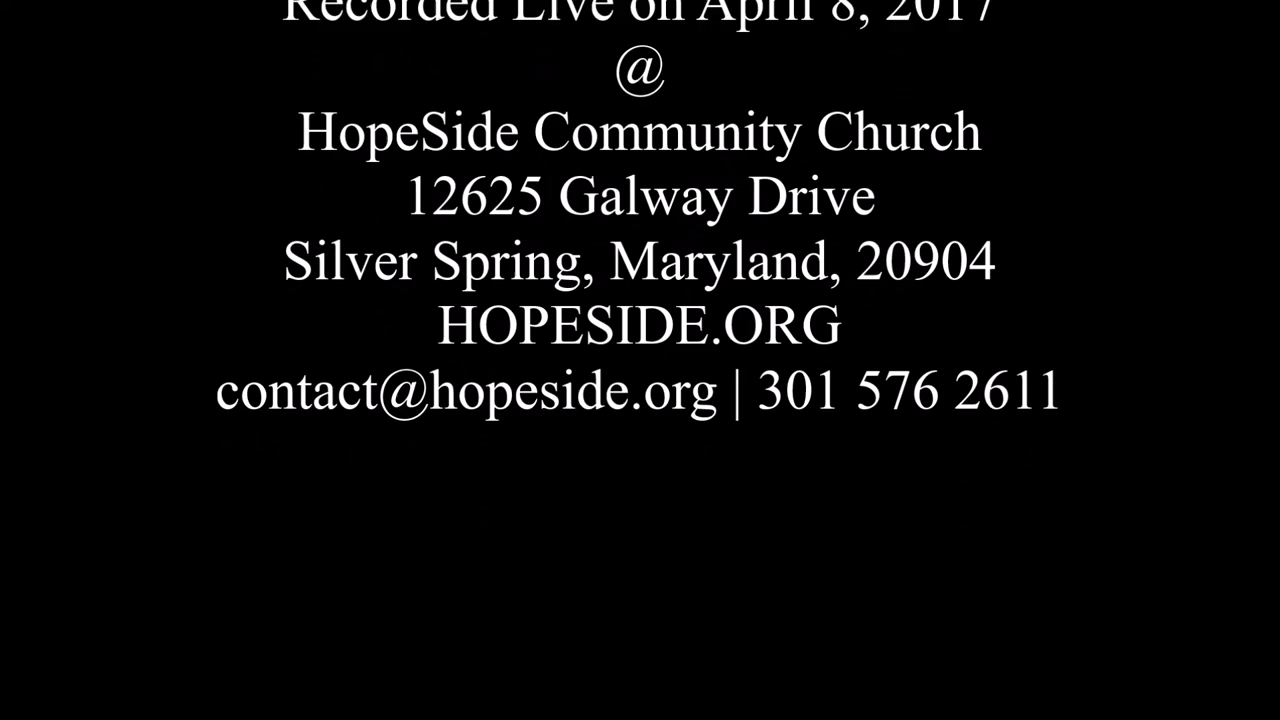 Recorded Live on April 8, 2017
@
HopeSide Community Church
12625 Galway Drive
Silver Spring, Maryland, 20904
HOPESIDE.ORG
contact@hopeside.org | 301 576 2611